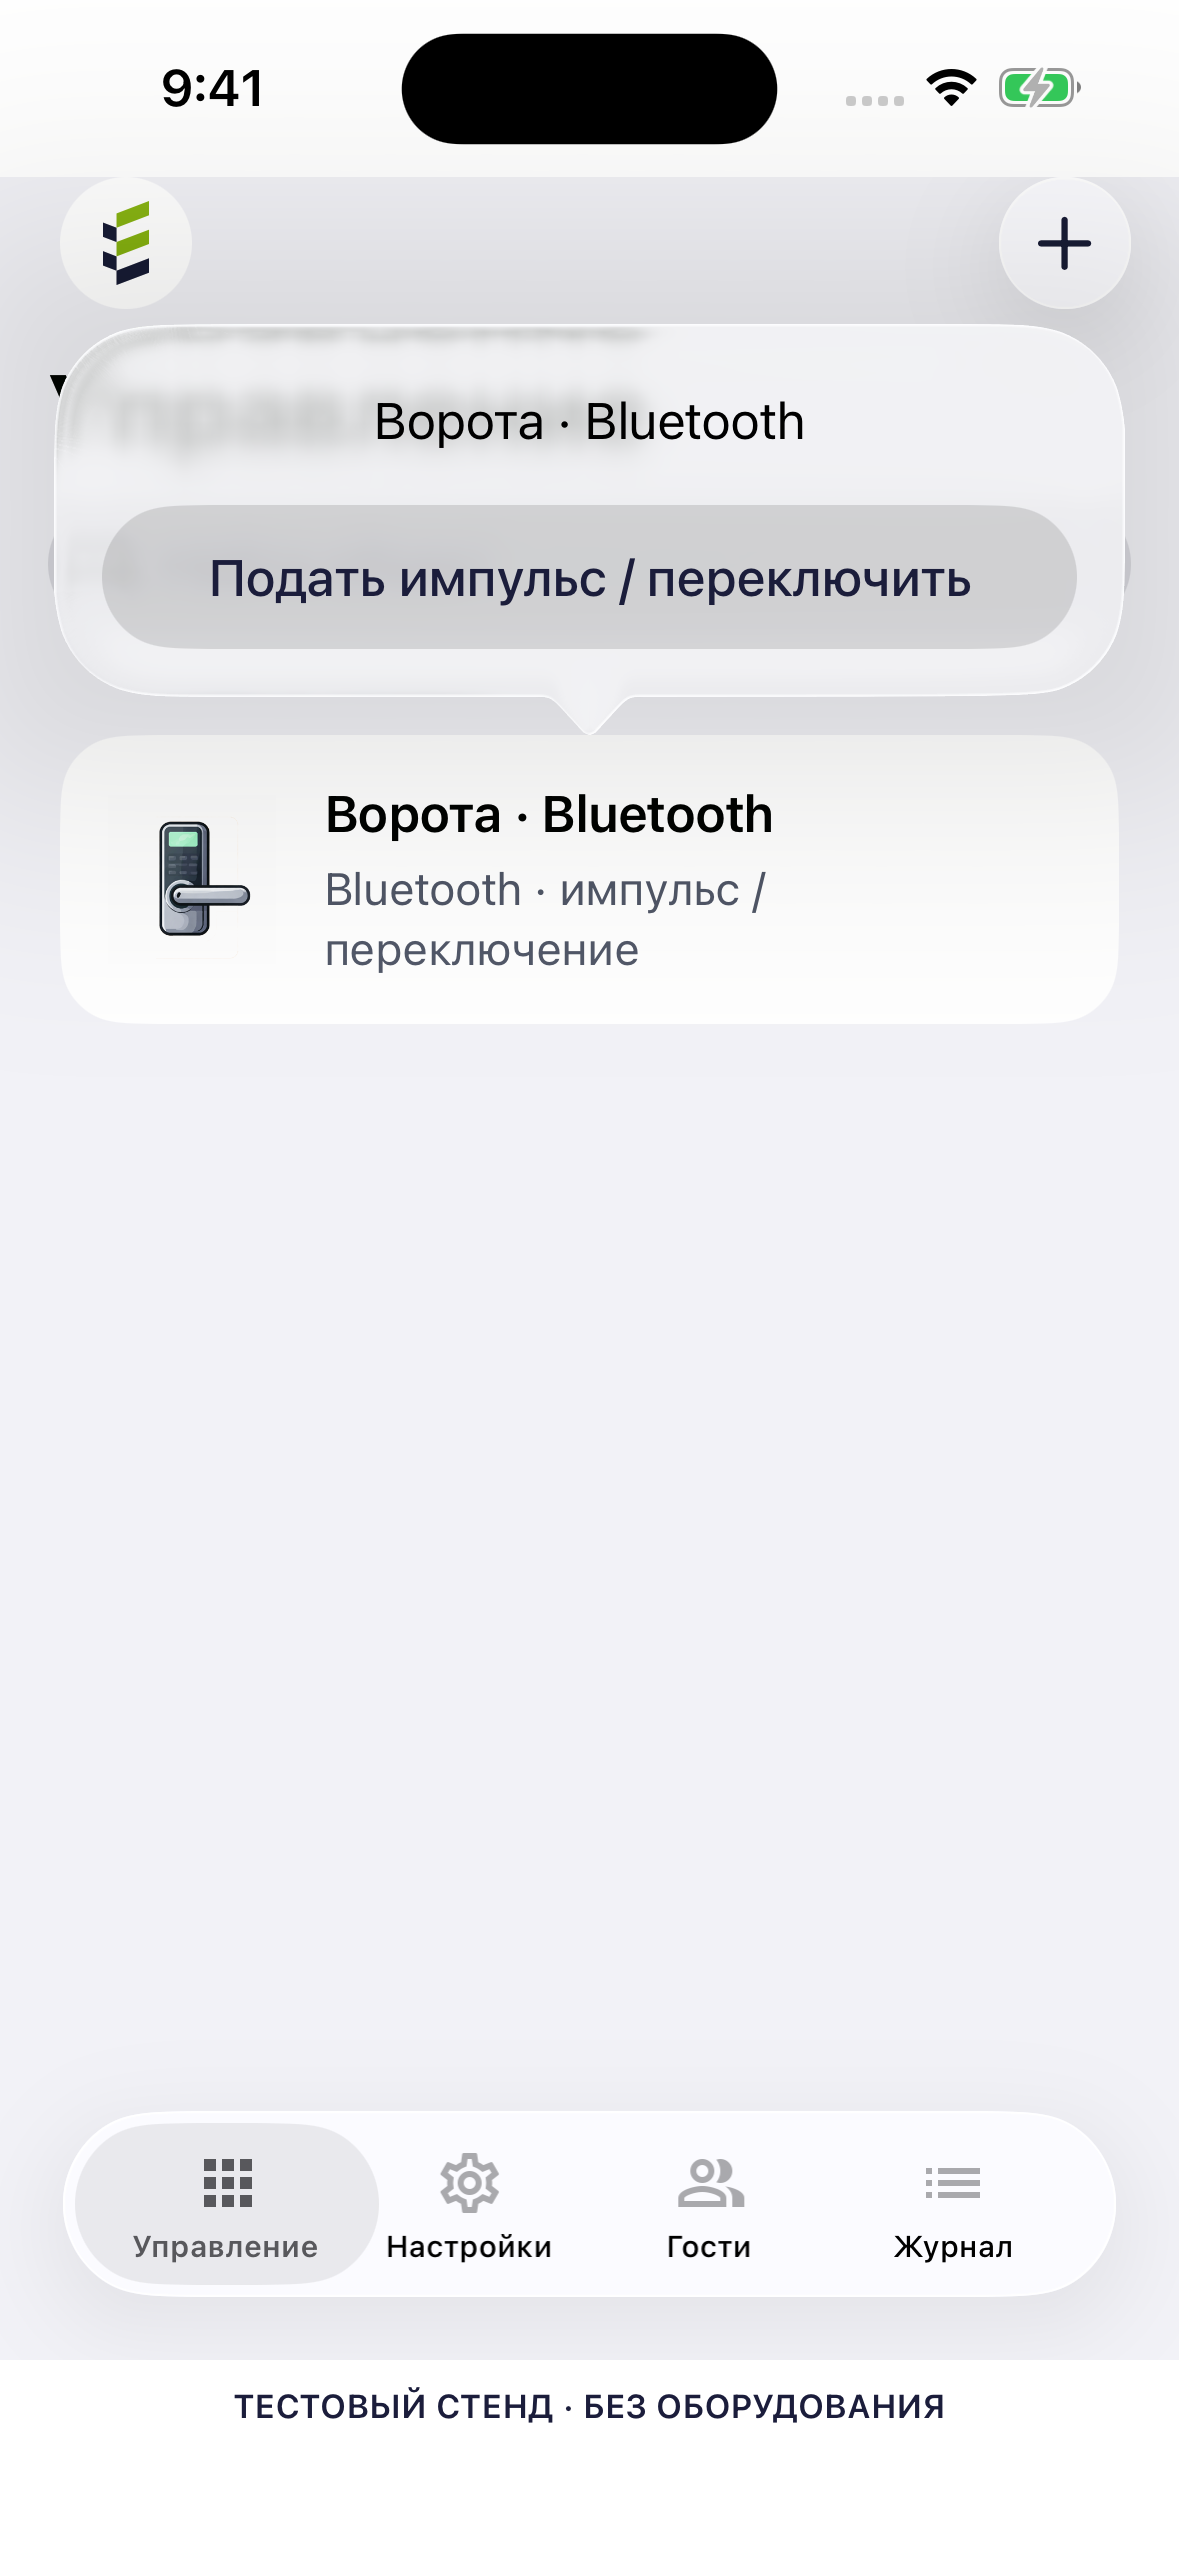 9:41
Ворота · Bluetooth
Подать импульс / переключить
Ворота · Bluetooth
Bluetooth · импульс /
переключение
Управление
Настройки
Гости
Журнал
ТЕСТОВЫЙ СТЕНД · БЕЗ ОБОРУДОВАНИЯ